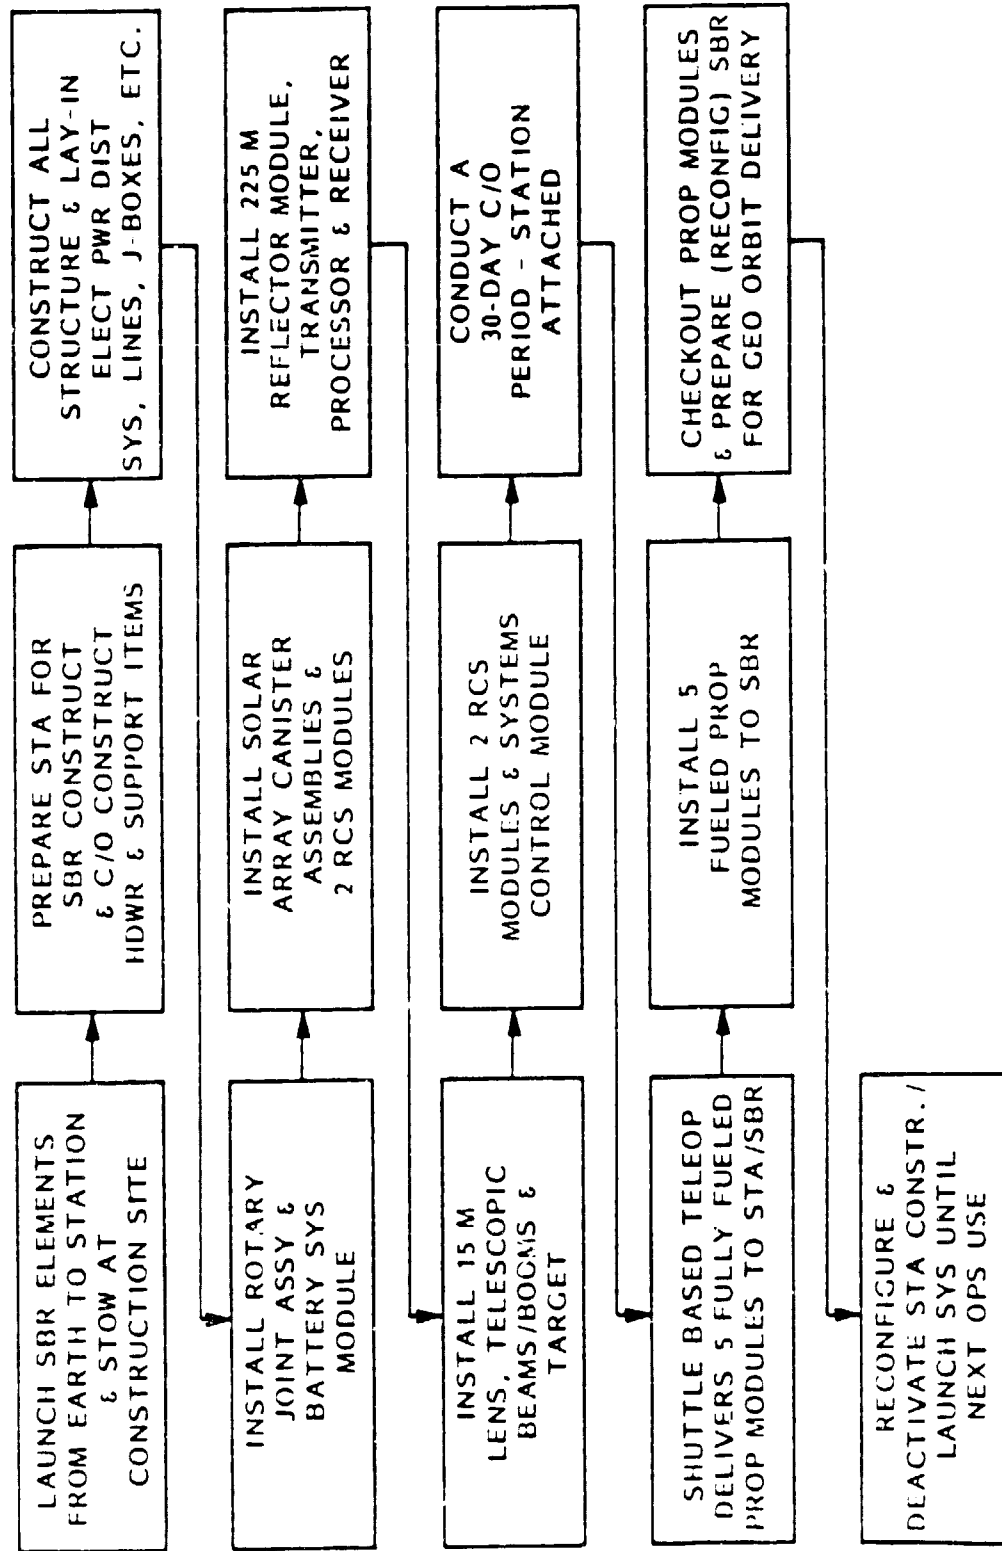 LAUNCH SBR ELEMENTS
FROM EARTH TO STATION
& STOW AT
CONSTRUCTION SITE
PREPARE STA FOR
SBR CONSTRUCT
& C/O CONSTRUCT
HDWR & SUPPORT ITEMS
CONSTRUCT ALL
STRUCTURE & LAY-IN
ELECT PWR DIST
SYS, LINES, J-BOXES, ETC.
INSTALL ROTARY
JOINT ASSY &
BATTERY SYS
MODULE
INSTALL SOLAR
ARRAY CANISTER
ASSEMBLIES &
2 RCS MODULES
INSTALL 225 M
REFLECTOR MODULE,
TRANSMITTER,
PROCESSOR & RECEIVER
INSTALL 15 M
LENS, TELESCOPIC
BEAMS/BOOMS &
TARGET
INSTALL 2 RCS
MODULES & SYSTEMS
CONTROL MODULE
CONDUCT A
30-DAY C/O
PERIOD - STATION
ATTACHED
SHUTTLE BASED TELEOP
DELIVERS 5 FULLY FUELED
PROP MODULES TO STA/SBR
INSTALL 5
FUELED PROP
MODULES TO SBR
CHECKOUT PROP MODULES
& PREPARE (RECONFIG) SBR
FOR GEO ORBIT DELIVERY
RECONFIGURE &
DEACTIVATE STA CONSTR./
LAUNCH SYS UNTIL
NEXT OPS USE